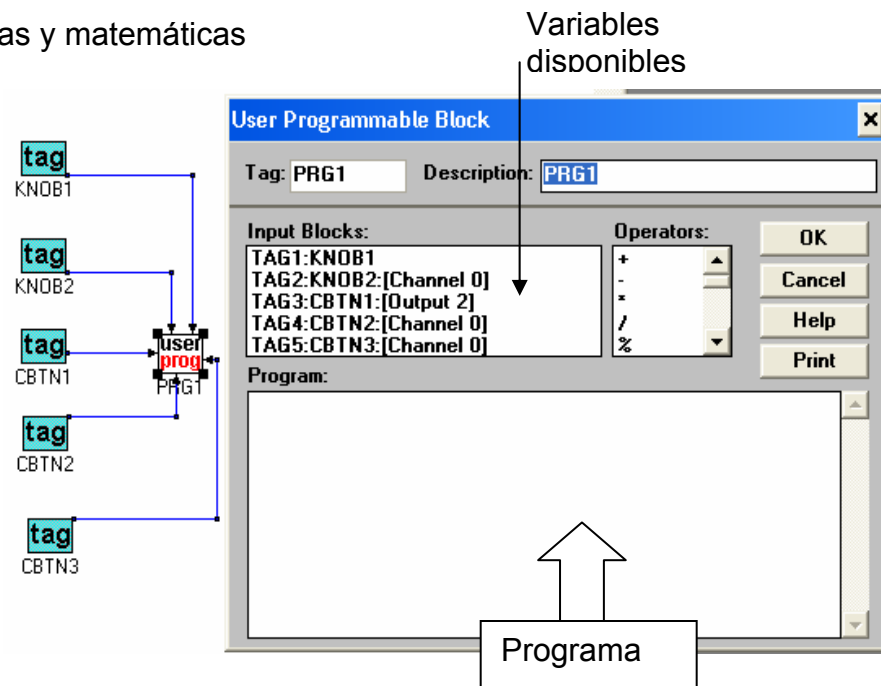 as y matemáticas
Variables
disponibles
tag
KNOB1
tag
KNOB2
tag
CBTN1
tag
CBTN2
tag
CBTN3
user
prog
PRG1
User Programmable Block
Tag: PRG1 Description: PRG1
Input Blocks:
TAG1:KNOB1
TAG2:KNOB2:[Channel 0]
TAG3:CBTN1:[Output 2]
TAG4:CBTN2:[Channel 0]
TAG5:CBTN3:[Channel 0]
Operators:
+
-
*
/
%
OK
Cancel
Help
Print
Program:
Programa